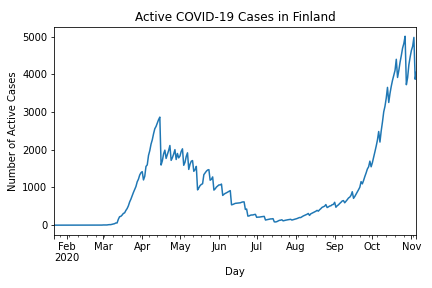 Active COVID-19 Cases in Finland
Number of Active Cases
5000
4000
3000
2000
1000
0
Feb Mar Apr May Jun Jul Aug Sep Oct Nov
2020
Day